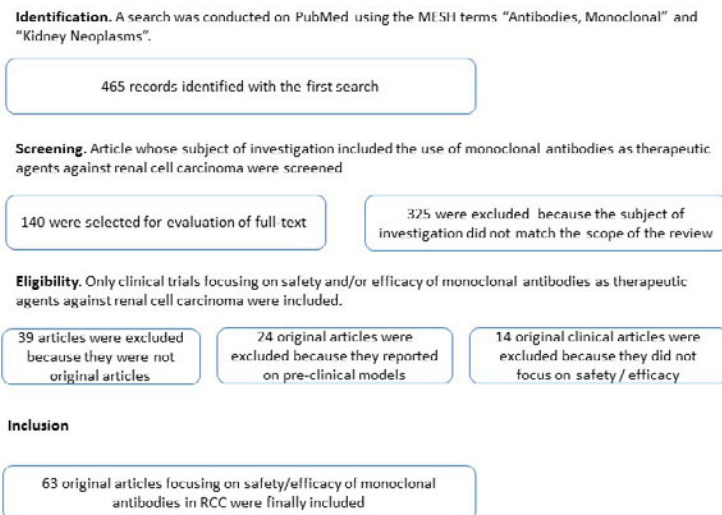 Identification. A search was conducted on PubMed using the MESH terms “Antibodies, Monoclonal” and
“Kidney Neoplasms”.
465 records identified with the first search
Screening. Article whose subject of investigation included the use of monoclonal antibodies as therapeutic
agents against renal cell carcinoma were screened
140 were selected for evaluation of full-text
325 were excluded because the subject of
investigation did not match the scope of the review
Eligibility. Only clinical trials focusing on safety and/or efficacy of monoclonal antibodies as therapeutic
agents against renal cell carcinoma were included.
39 articles were excluded
because they were not
original articles
24 original articles were
excluded because they reported
on pre-clinical models
14 original clinical articles were
excluded because they did not
focus on safety / efficacy
Inclusion
63 original articles focusing on safety/efficacy of monoclonal
antibodies in RCC were finally included